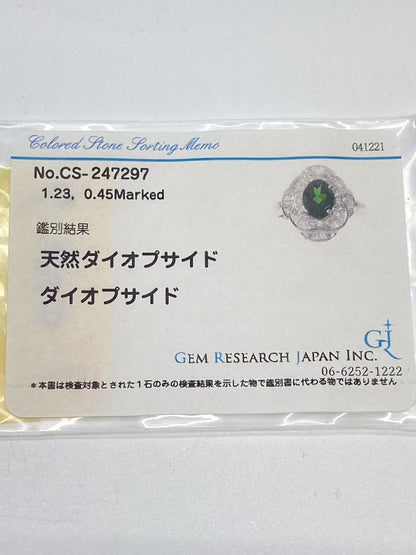 Colored Stone Sorting Memo
041221
No.CS-247297
1.23, 0.45Marked
鑑別結果
天然ダイオプサイド
ダイオプサイド
GJ
GEM RESEARCH JAPAN INC.
06-6252-1222
*本書は検査対象とされた1石のみの検査結果を示した物で鑑別書に代わる物ではありません